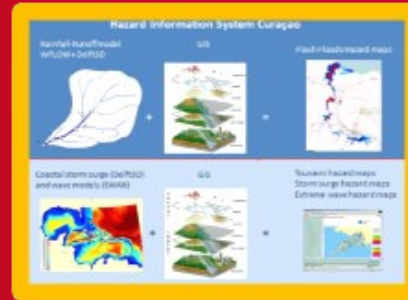 Hazard Information System Curaçao
Rainfall-Runoff model
WFLOW + Delft3D
GIS
Flash Floods Hazard maps
+
=
Coastal storm surge (Delft3D)
and wave models (SWAN)
GIS
Tsunami hazard maps
Storm surge hazard maps
Extreme-wave hazard maps
+
=